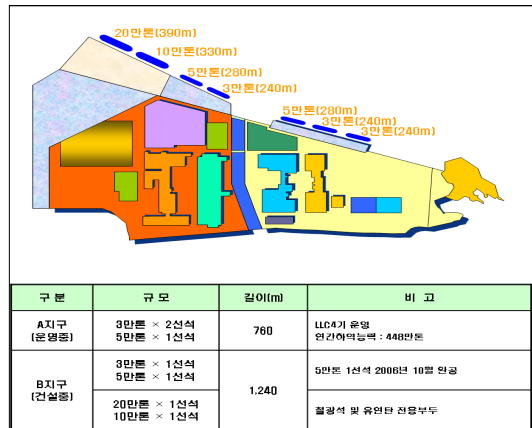 20만톤(390m)
10만톤(330m)
5만톤(280m)
3만톤(240m)
5만톤(280m)
3만톤(240m)
3만톤(240m)
구 분 규 모 길이(m) 비 고
A지구
(운영중)
3만톤 × 2선석
5만톤 × 1선석
760
LLC4기 운영
연간하역능력 : 448만톤
B지구
(건설중)
3만톤 × 1선석
5만톤 × 1선석
1,240
5만톤 1선석 2006년 10월 완공
20만톤 × 1선석
10만톤 × 1선석
철광석 및 유연탄 전용부두